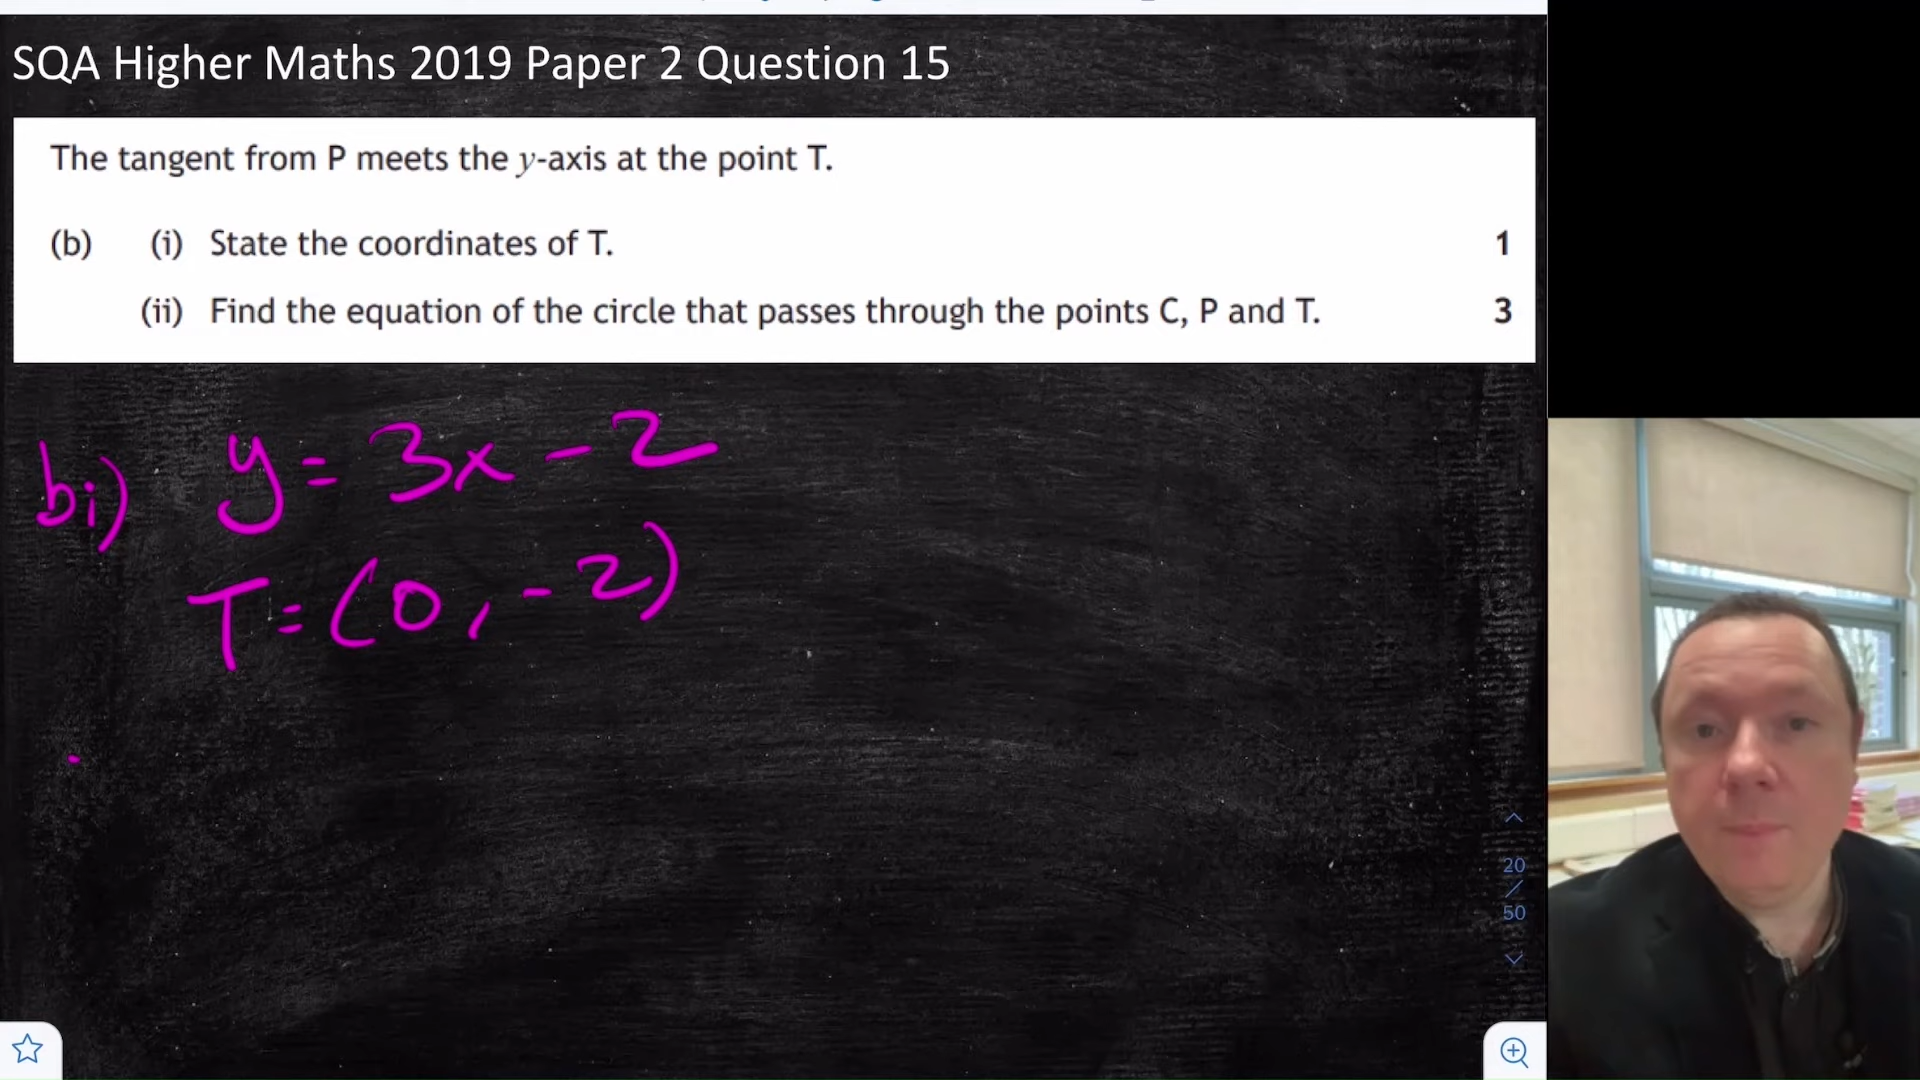 SQA Higher Maths 2019 Paper 2 Question 15
The tangent from P meets the y-axis at the point T.
(b) (i) State the coordinates of T. 1
(ii) Find the equation of the circle that passes through the points C, P and T. 3
bi) y = 3x - 2
T = (0, -2)
20
/
50